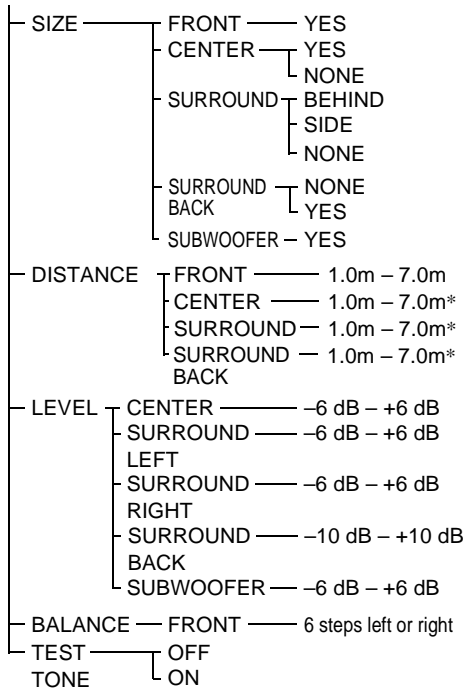 SIZE FRONT YES
CENTER YES
NONE
SURROUND BEHIND
SIDE
NONE
SURROUND BACK NONE
YES
SUBWOOFER YES
DISTANCE FRONT 1.0m – 7.0m
CENTER 1.0m – 7.0m*
SURROUND 1.0m – 7.0m*
SURROUND BACK 1.0m – 7.0m*
LEVEL CENTER –6 dB – +6 dB
SURROUND LEFT –6 dB – +6 dB
SURROUND RIGHT –6 dB – +6 dB
SURROUND BACK –10 dB – +10 dB
SUBWOOFER –6 dB – +6 dB
BALANCE FRONT 6 steps left or right
TEST TONE OFF
ON